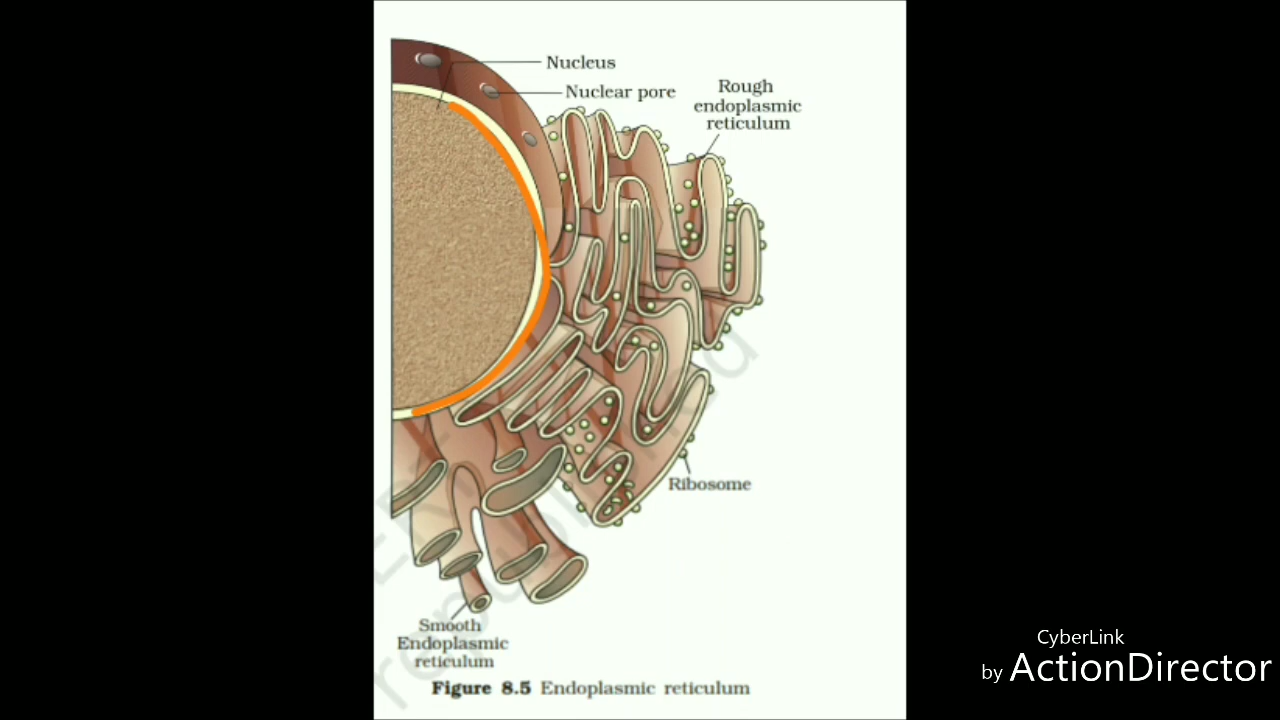 Nucleus
Nuclear pore
Rough
endoplasmic
reticulum
Ribosome
Smooth
Endoplasmic
reticulum
Figure 8.5 Endoplasmic reticulum
CyberLink
by ActionDirector